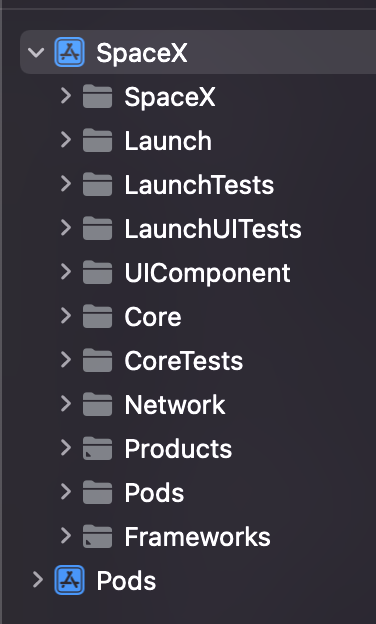 SpaceX
SpaceX
Launch
LaunchTests
LaunchUITests
UIComponent
Core
CoreTests
Network
Products
Pods
Frameworks
Pods